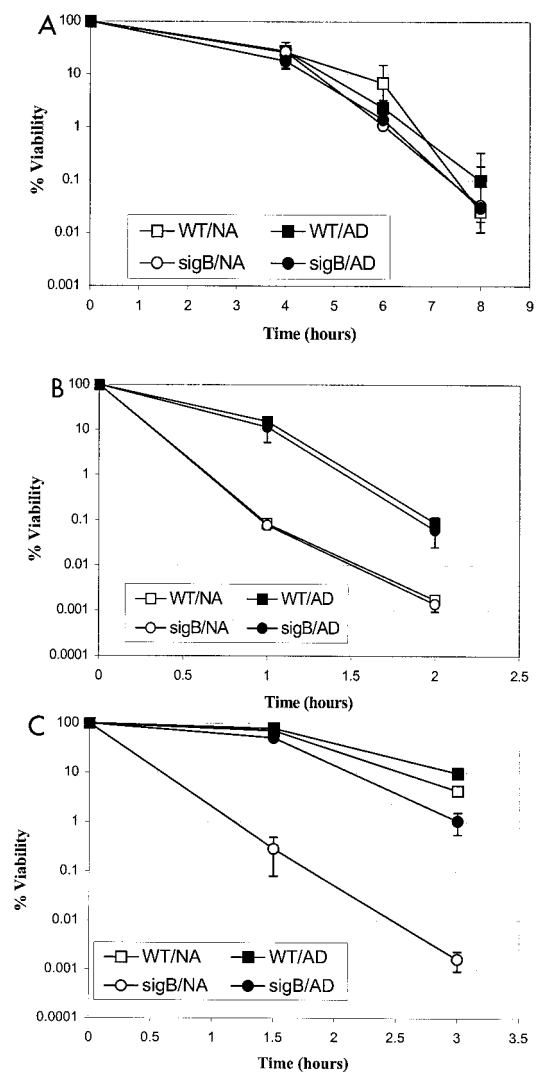 A
% Viability
100
10
1
0.1
0.01
0.001
WT/NA WT/AD
sigB/NA sigB/AD
0 1 2 3 4 5 6 7 8 9
Time (hours)
B
% Viability
100
10
1
0.1
0.01
0.001
0.0001
WT/NA WT/AD
sigB/NA sigB/AD
0 0.5 1 1.5 2 2.5
Time (hours)
C
% Viability
100
10
1
0.1
0.01
0.001
0.0001
WT/NA WT/AD
sigB/NA sigB/AD
0 0.5 1 1.5 2 2.5 3 3.5
Time (hours)